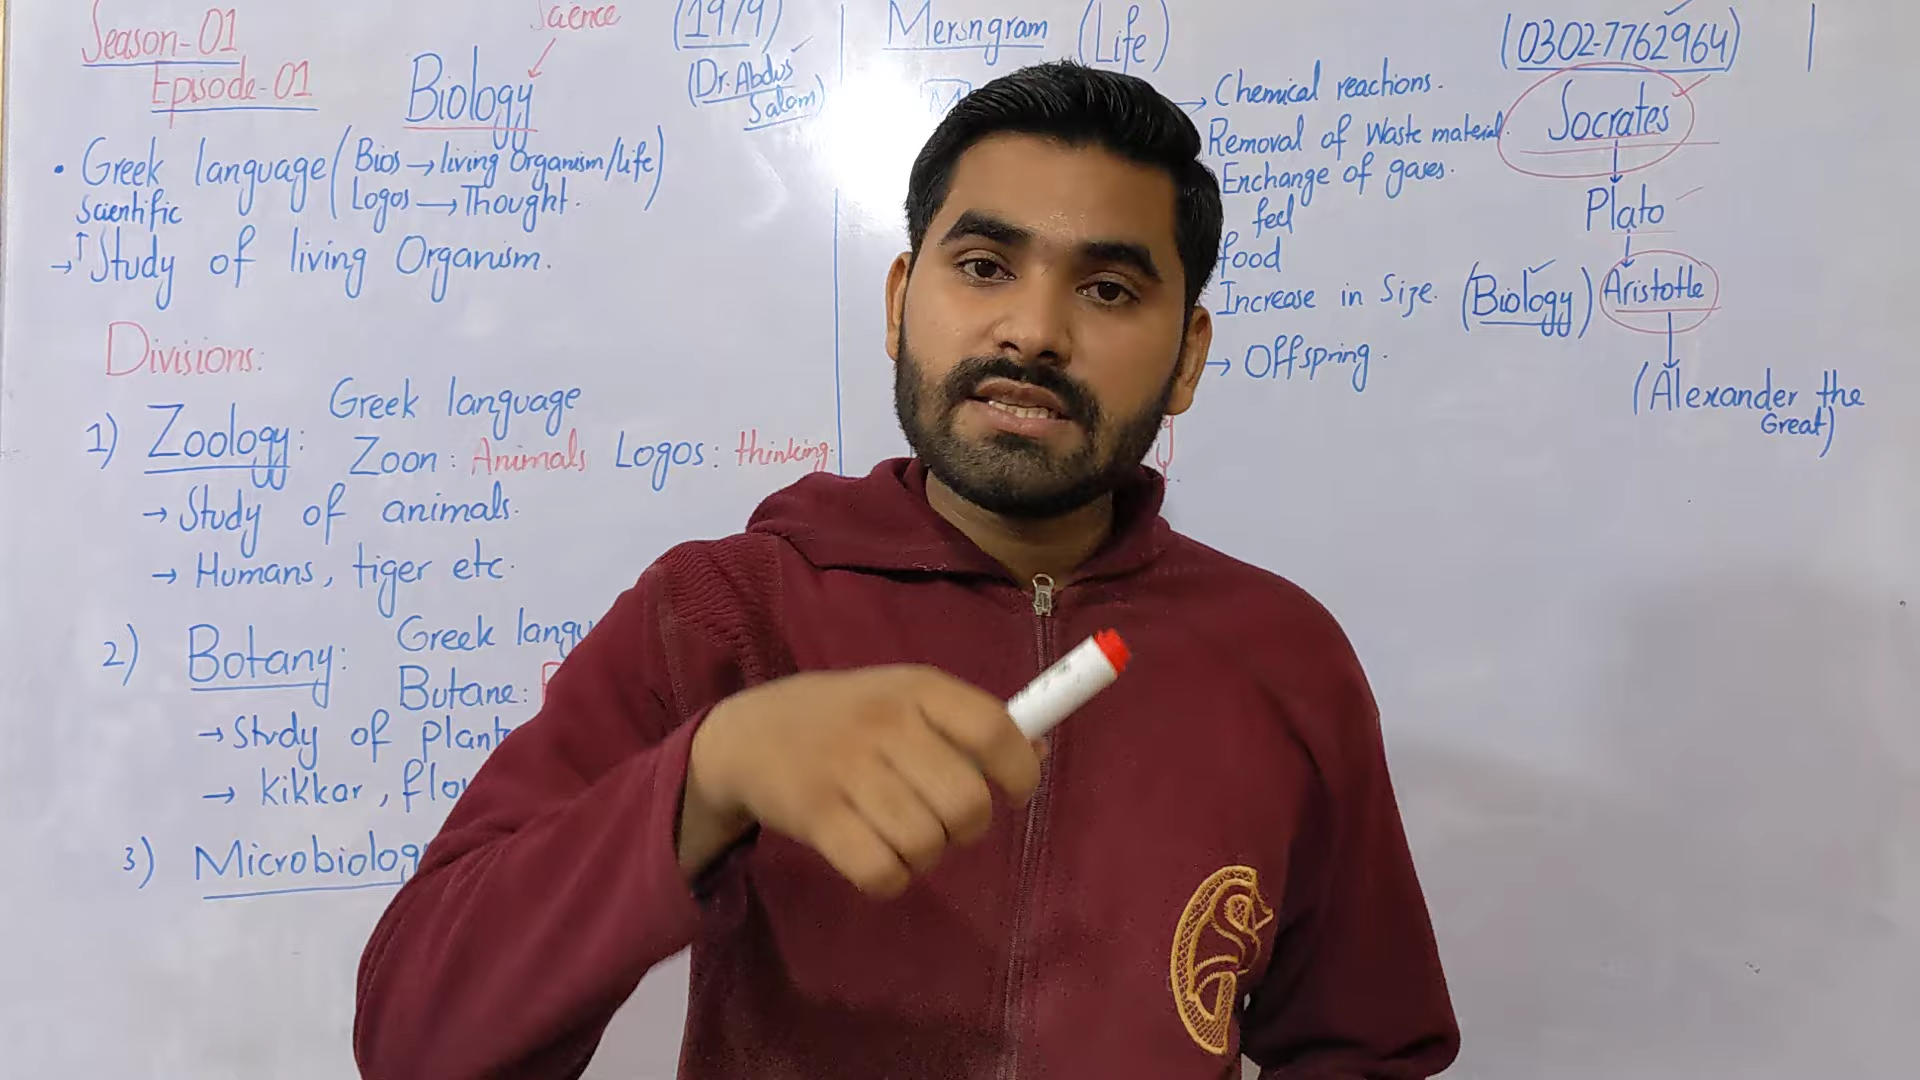 Season-01
Episode-01
Science
Biology
(1979)
(Dr. Abdus
Salam)
• Greek language (Bios → living Organism/life)
Logos → Thought.
Scientific
→ Study of living Organism.
Divisions:
1) Zoology: Greek language
Zoon: Animals Logos: thinking.
→ Study of animals.
→ Humans, tiger etc.
2) Botany: Greek
Butane:
→ Study of
→ Kikkar,
3)
Mersngram (Life)
→ Chemical reactions.
Removal of Waste material.
Enchange of gases.
feel
food
Increase in Size.
→ Offspring.
(0302-7762964)
Socrates
↓
Plato
↓
(Biology) Aristotle
↓
(Alexander the
Great)